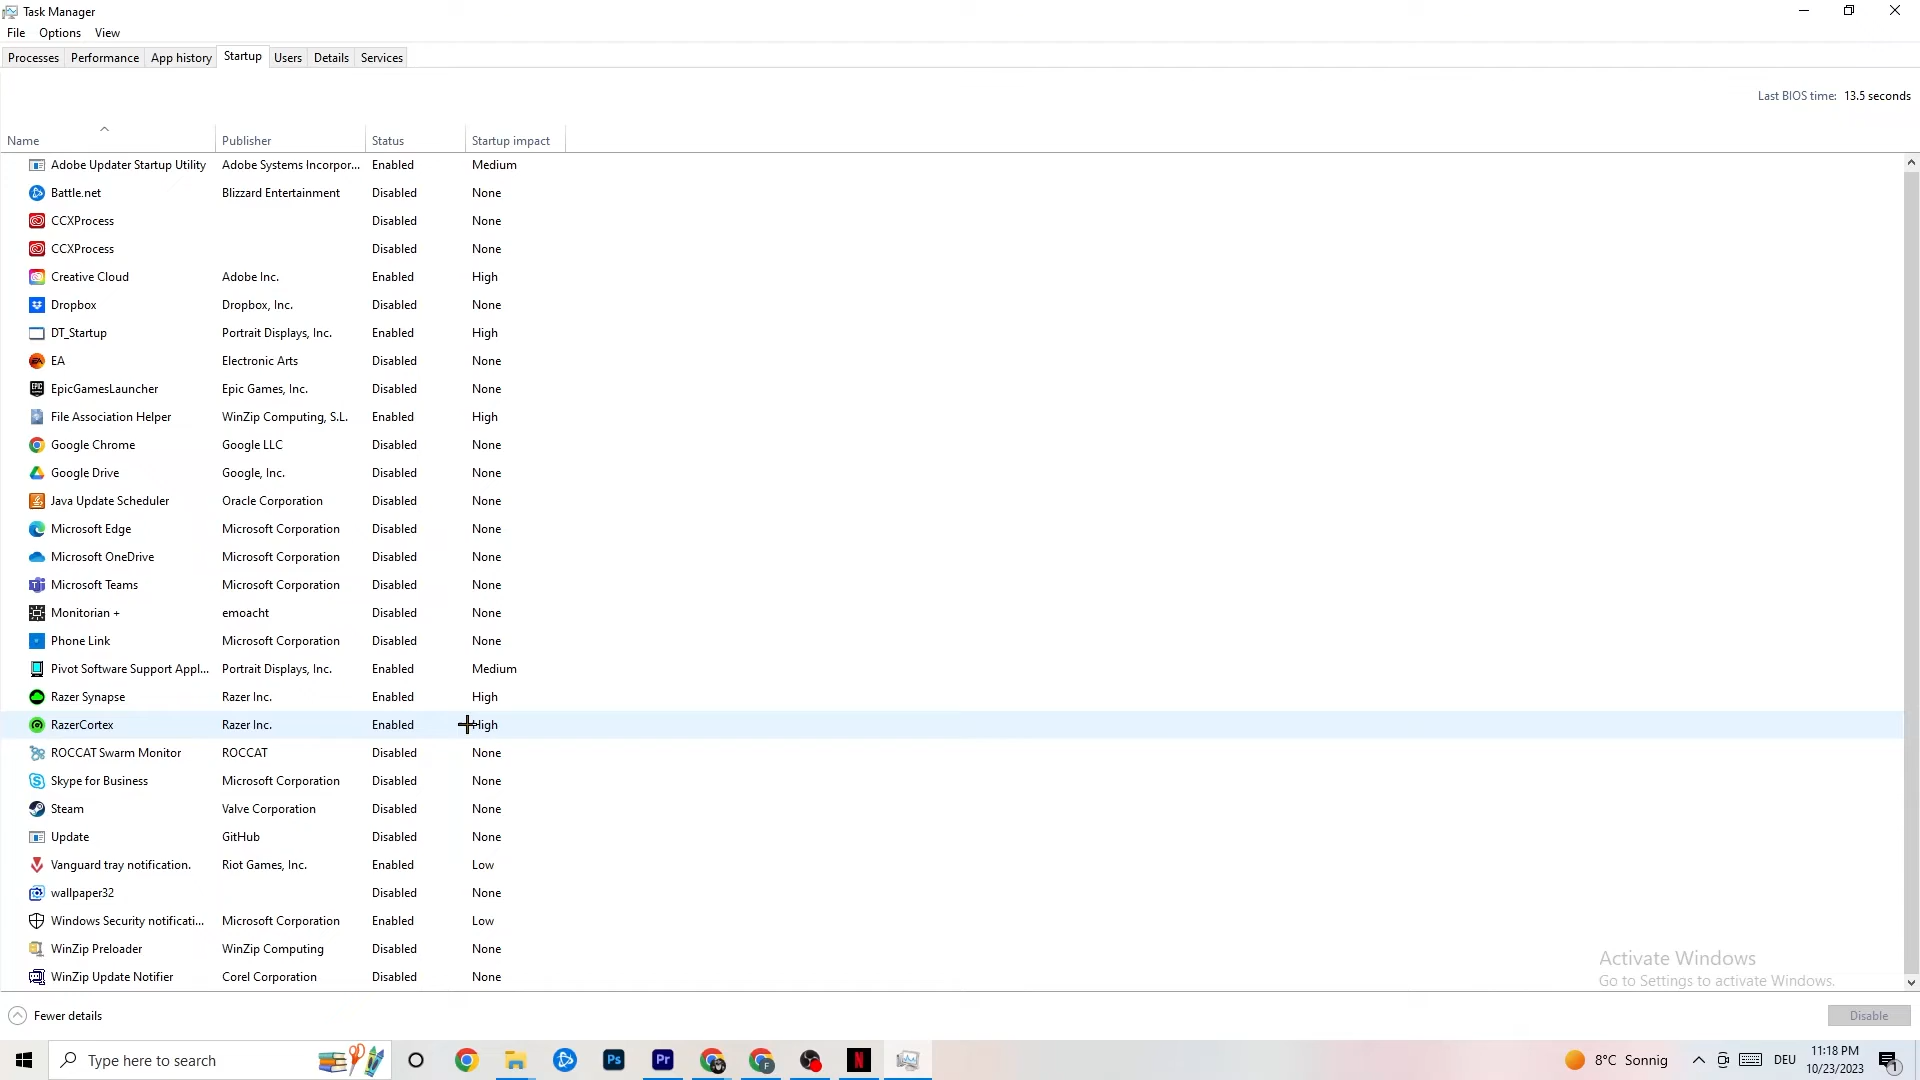 Task Manager
File Options View
Processes Performance App history Startup Users Details Services
Last BIOS time: 13.5 seconds
Name Publisher Status Startup impact
Adobe Updater Startup Utility Adobe Systems Incorpor... Enabled Medium
Battle.net Blizzard Entertainment Disabled None
CCXProcess Disabled None
CCXProcess Disabled None
Creative Cloud Adobe Inc. Enabled High
Dropbox Dropbox, Inc. Disabled None
DT_Startup Portrait Displays, Inc. Enabled High
EA Electronic Arts Disabled None
EpicGamesLauncher Epic Games, Inc. Disabled None
File Association Helper WinZip Computing, S.L. Enabled High
Google Chrome Google LLC Disabled None
Google Drive Google, Inc. Disabled None
Java Update Scheduler Oracle Corporation Disabled None
Microsoft Edge Microsoft Corporation Disabled None
Microsoft OneDrive Microsoft Corporation Disabled None
Microsoft Teams Microsoft Corporation Disabled None
Monitorian + emoacht Disabled None
Phone Link Microsoft Corporation Disabled None
Pivot Software Support Appl... Portrait Displays, Inc. Enabled Medium
Razer Synapse Razer Inc. Enabled High
RazerCortex Razer Inc. Enabled High
ROCCAT Swarm Monitor ROCCAT Disabled None
Skype for Business Microsoft Corporation Disabled None
Steam Valve Corporation Disabled None
Update GitHub Disabled None
Vanguard tray notification. Riot Games, Inc. Enabled Low
wallpaper32 Disabled None
Windows Security notificati... Microsoft Corporation Enabled Low
WinZip Preloader WinZip Computing Disabled None
WinZip Update Notifier Corel Corporation Disabled None
Activate Windows
Go to Settings to activate Windows.
Fewer details Disable
Type here to search Ps Pr F N 8°C Sonnig DEU 11:18 PM
10/23/2023 1